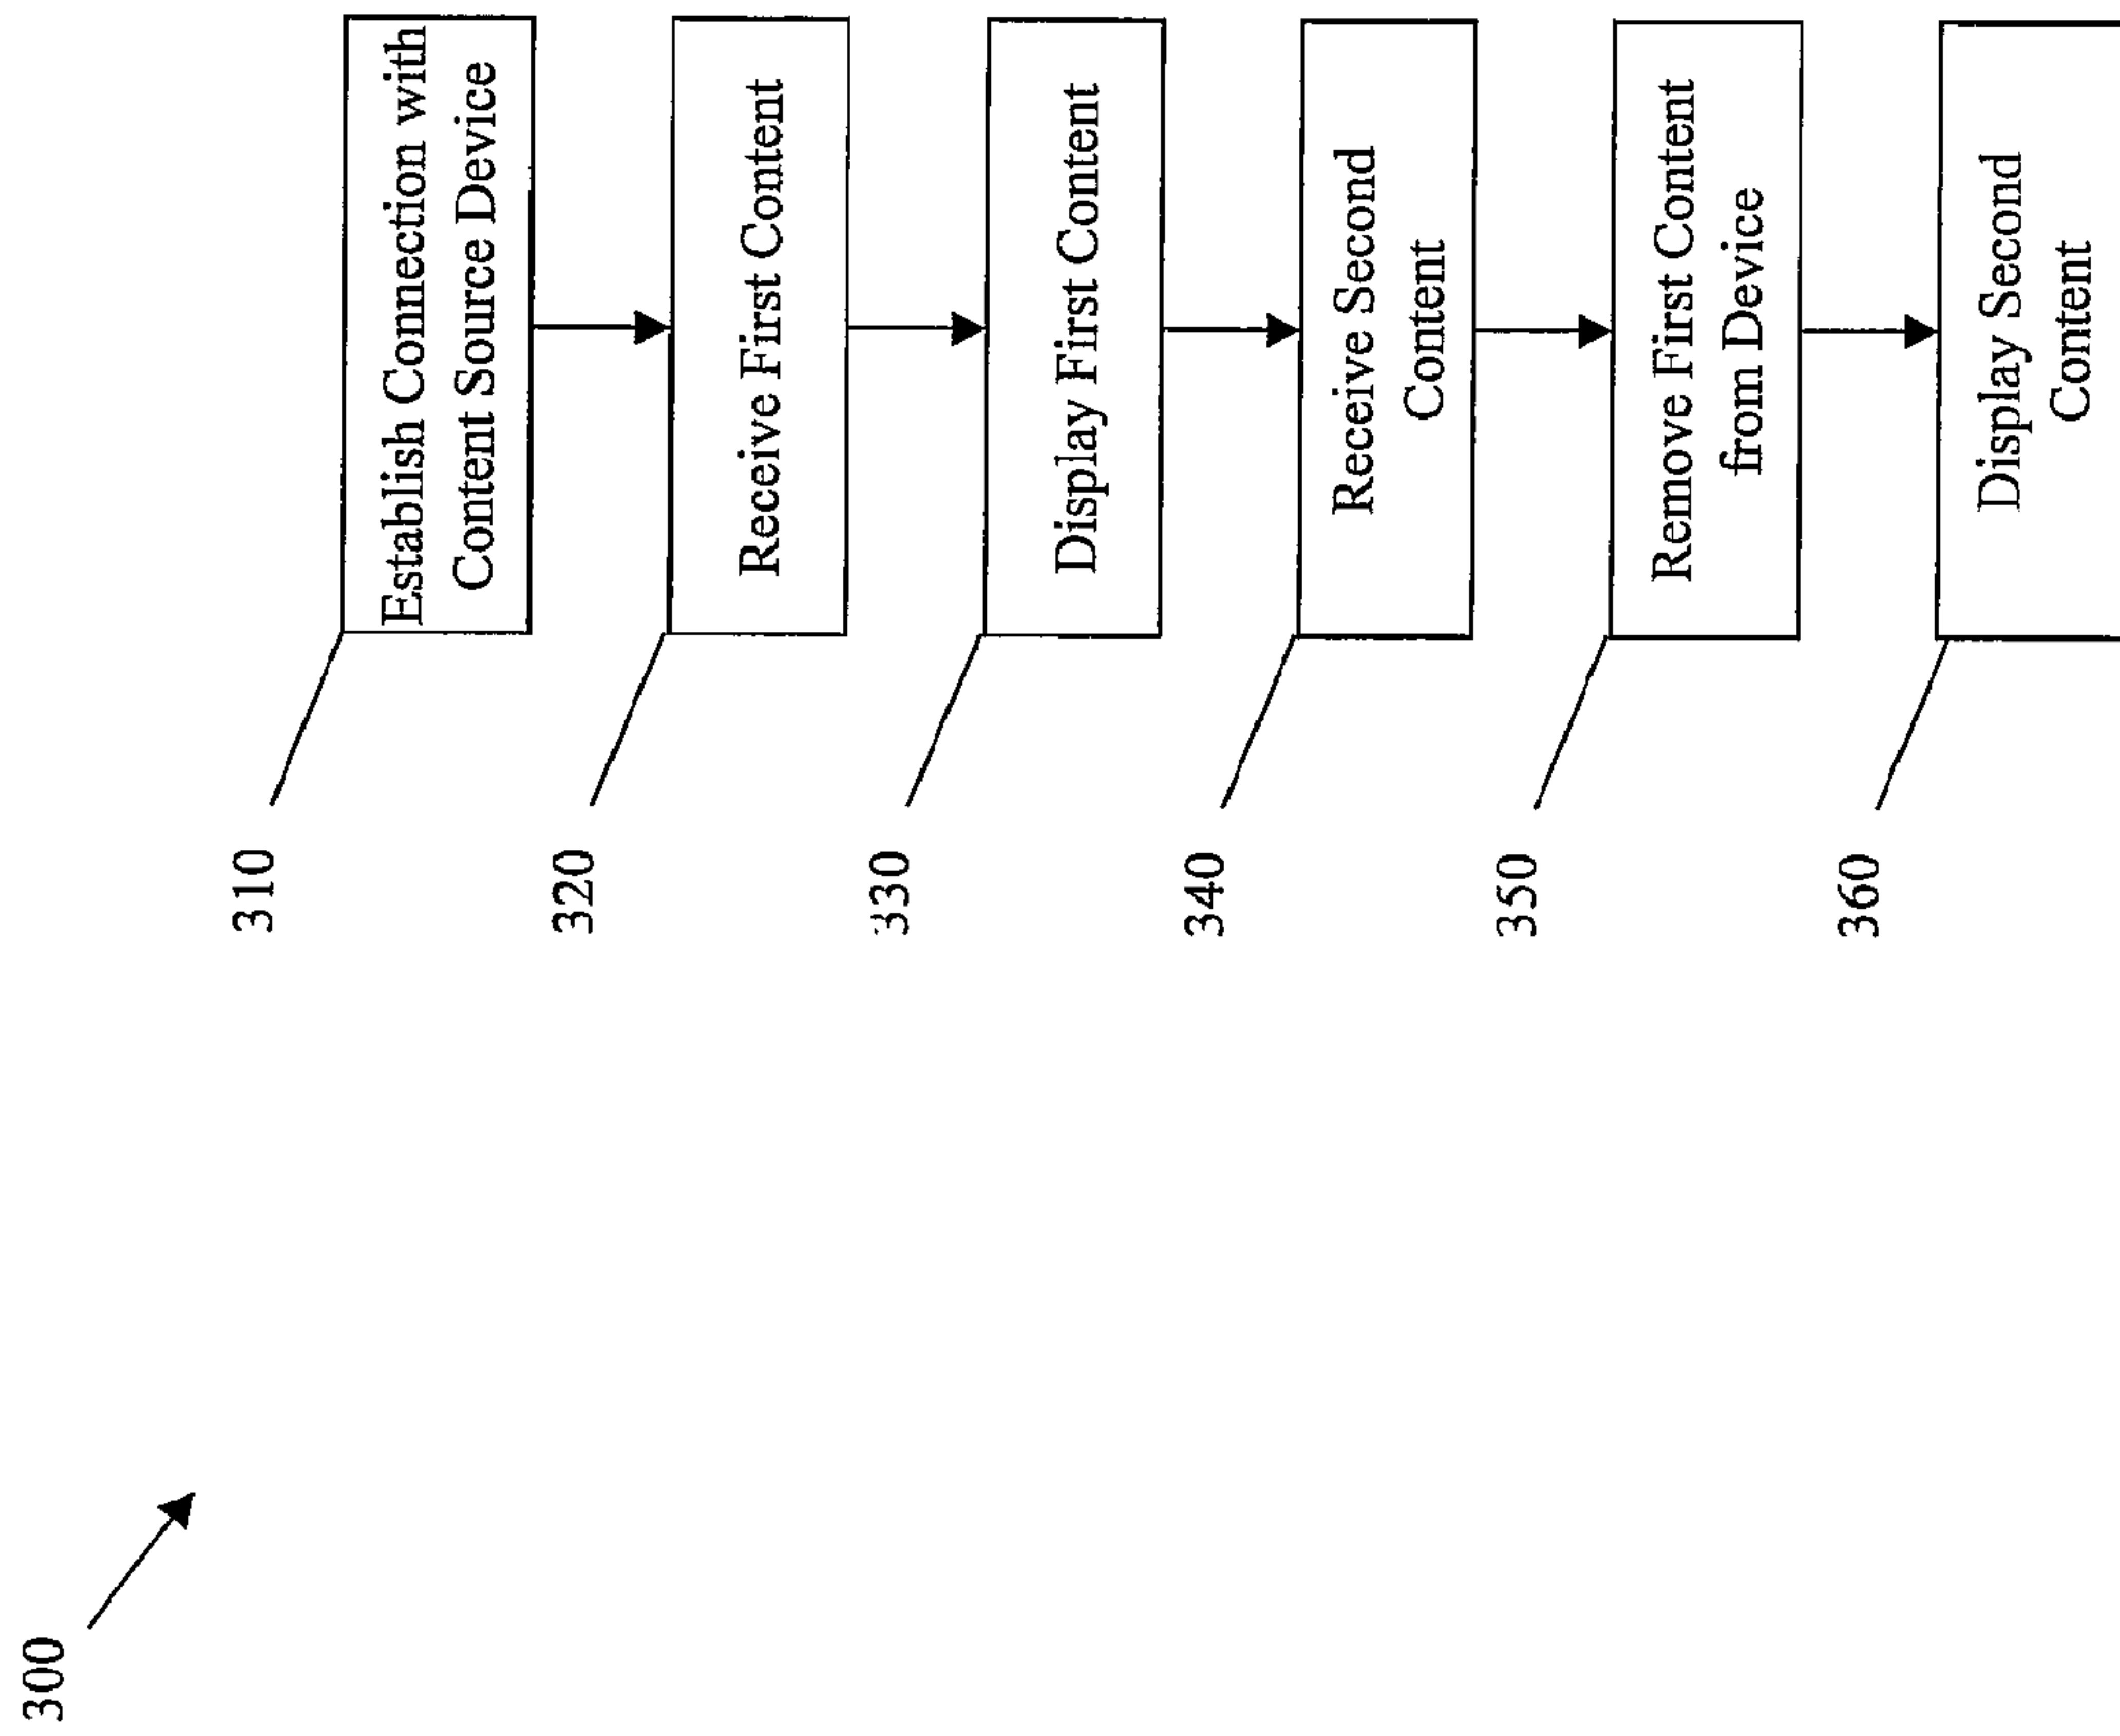 300
310
Establish Connection with
Content Source Device
320
Receive First Content
330
Display First Content
340
Receive Second
Content
350
Remove First Content
from Device
360
Display Second
Content